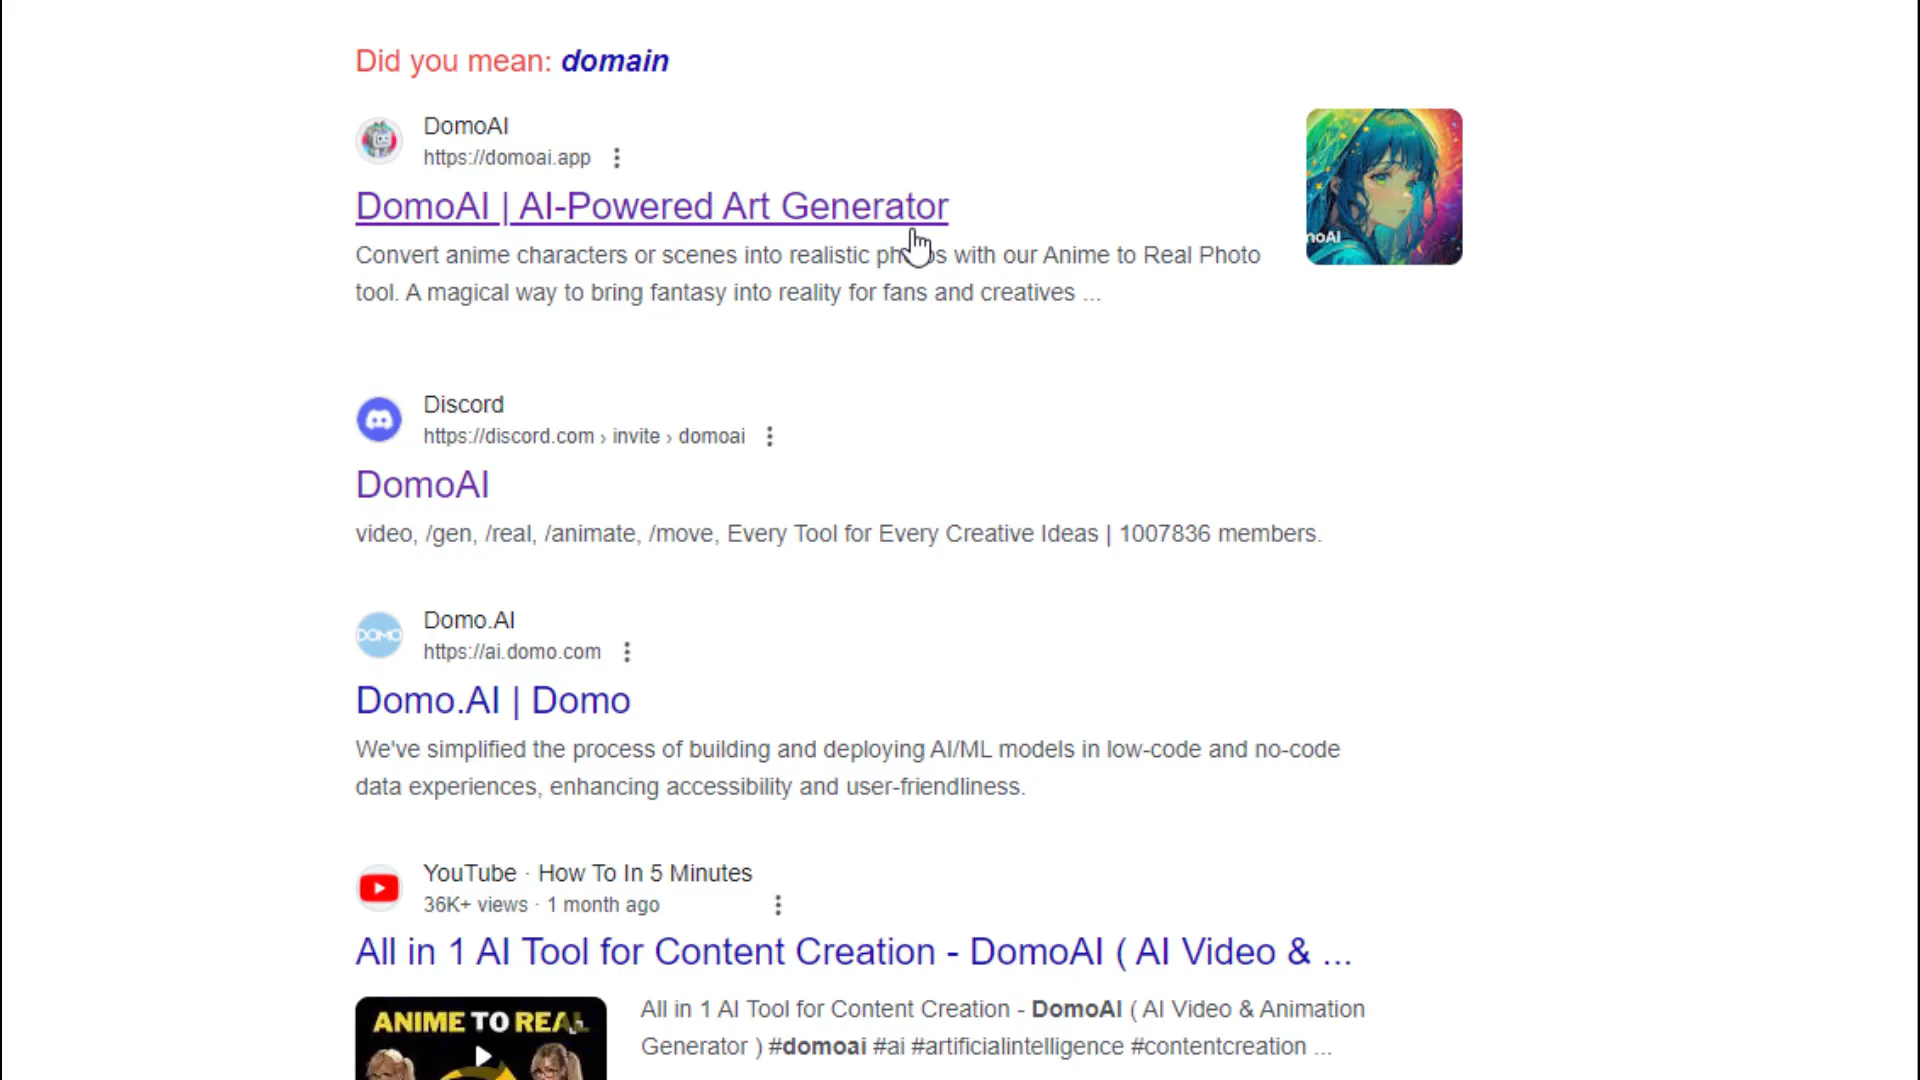 Did you mean: domain
DomoAI
https://domoai.app
DomoAI | AI-Powered Art Generator
Convert anime characters or scenes into realistic photos with our Anime to Real Photo
tool. A magical way to bring fantasy into reality for fans and creatives ...
noAI
Discord
https://discord.com › invite › domoai
DomoAI
video, /gen, /real, /animate, /move, Every Tool for Every Creative Ideas | 1007836 members.
Domo.AI
https://ai.domo.com
DOMO
Domo.AI | Domo
We've simplified the process of building and deploying AI/ML models in low-code and no-code
data experiences, enhancing accessibility and user-friendliness.
YouTube · How To In 5 Minutes
36K+ views · 1 month ago
All in 1 AI Tool for Content Creation - DomoAI ( AI Video & ...
ANIME TO REAL
All in 1 AI Tool for Content Creation - DomoAI ( AI Video & Animation
Generator ) #domoai #ai #artificialintelligence #contentcreation ...